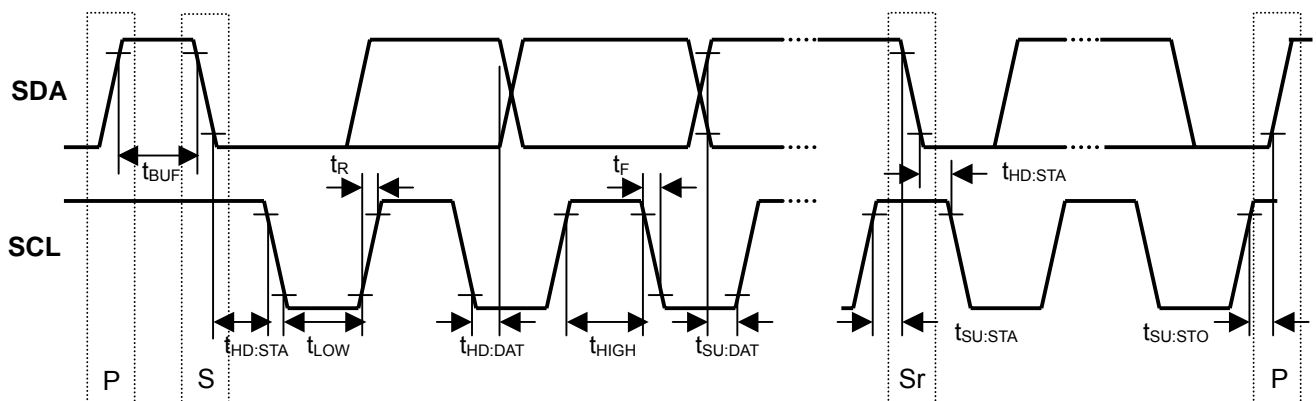 SDA
tBUF
tR
tF
tHD:STA
SCL
tHD:STA
tLOW
tHD:DAT
tHIGH
tSU:DAT
tSU:STA
tSU:STO
P
S
Sr
P